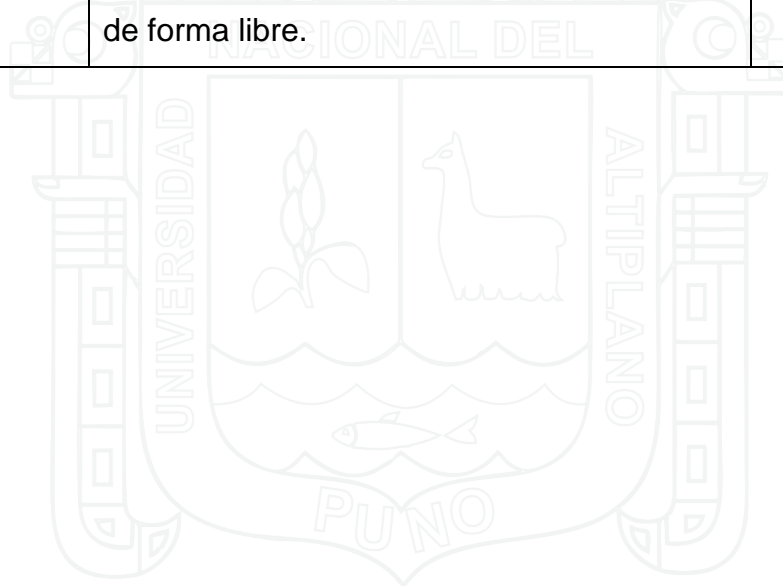 de forma libre.
NACIONAL DEL
UNIVERSIDAD
ALTIPLANO
PUNO